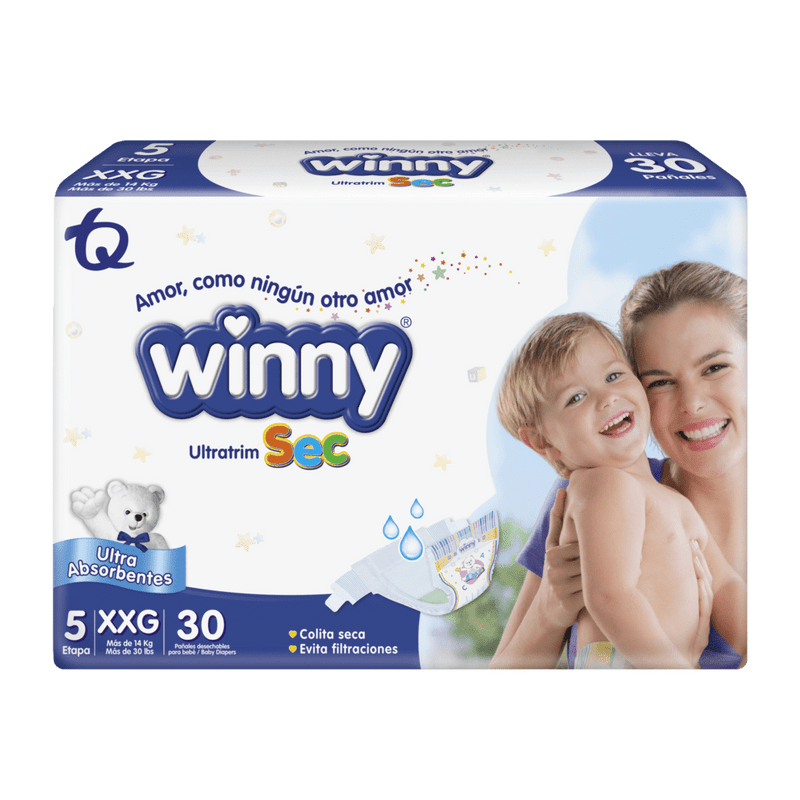 5
Etapa
XXG
Más de 14 Kg
Más de 30 lbs
Amor, como ningún otro amor
winny
Ultratrim Sec
LLEVA
30
Pañales
TQ
Amor, como ningún otro amor
winny®
Ultratrim Sec
Ultra
Absorbentes
5
Etapa
XXG
Más de 14 Kg
Más de 30 lbs
30
Pañales desechables
para bebé / Baby Diapers
winny
Colita seca
Evita filtraciones